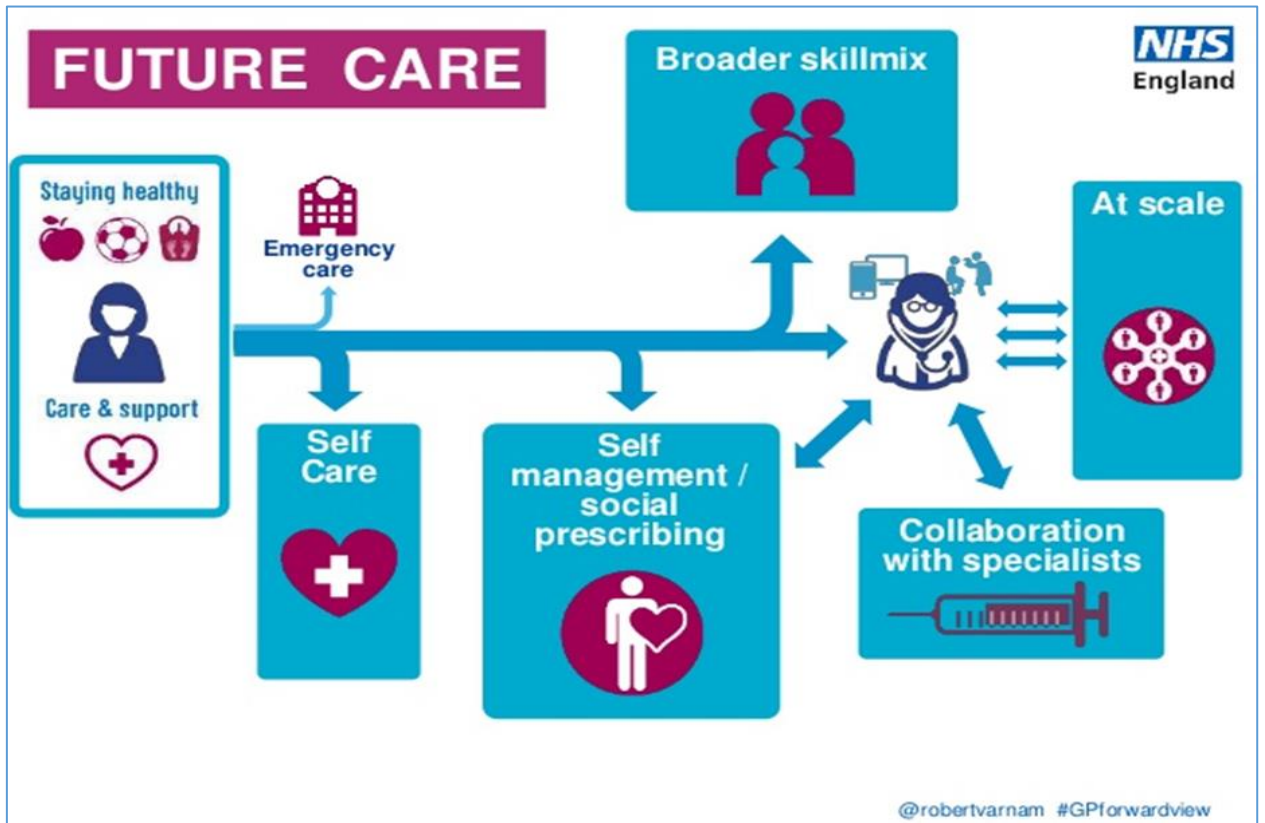 FUTURE CARE
NHS
England
Staying healthy
Care & support
Emergency
care
Self
Care
Self
management /
social
prescribing
Broader skillmix
At scale
Collaboration
with specialists
@robertvarnam #GPforwardview